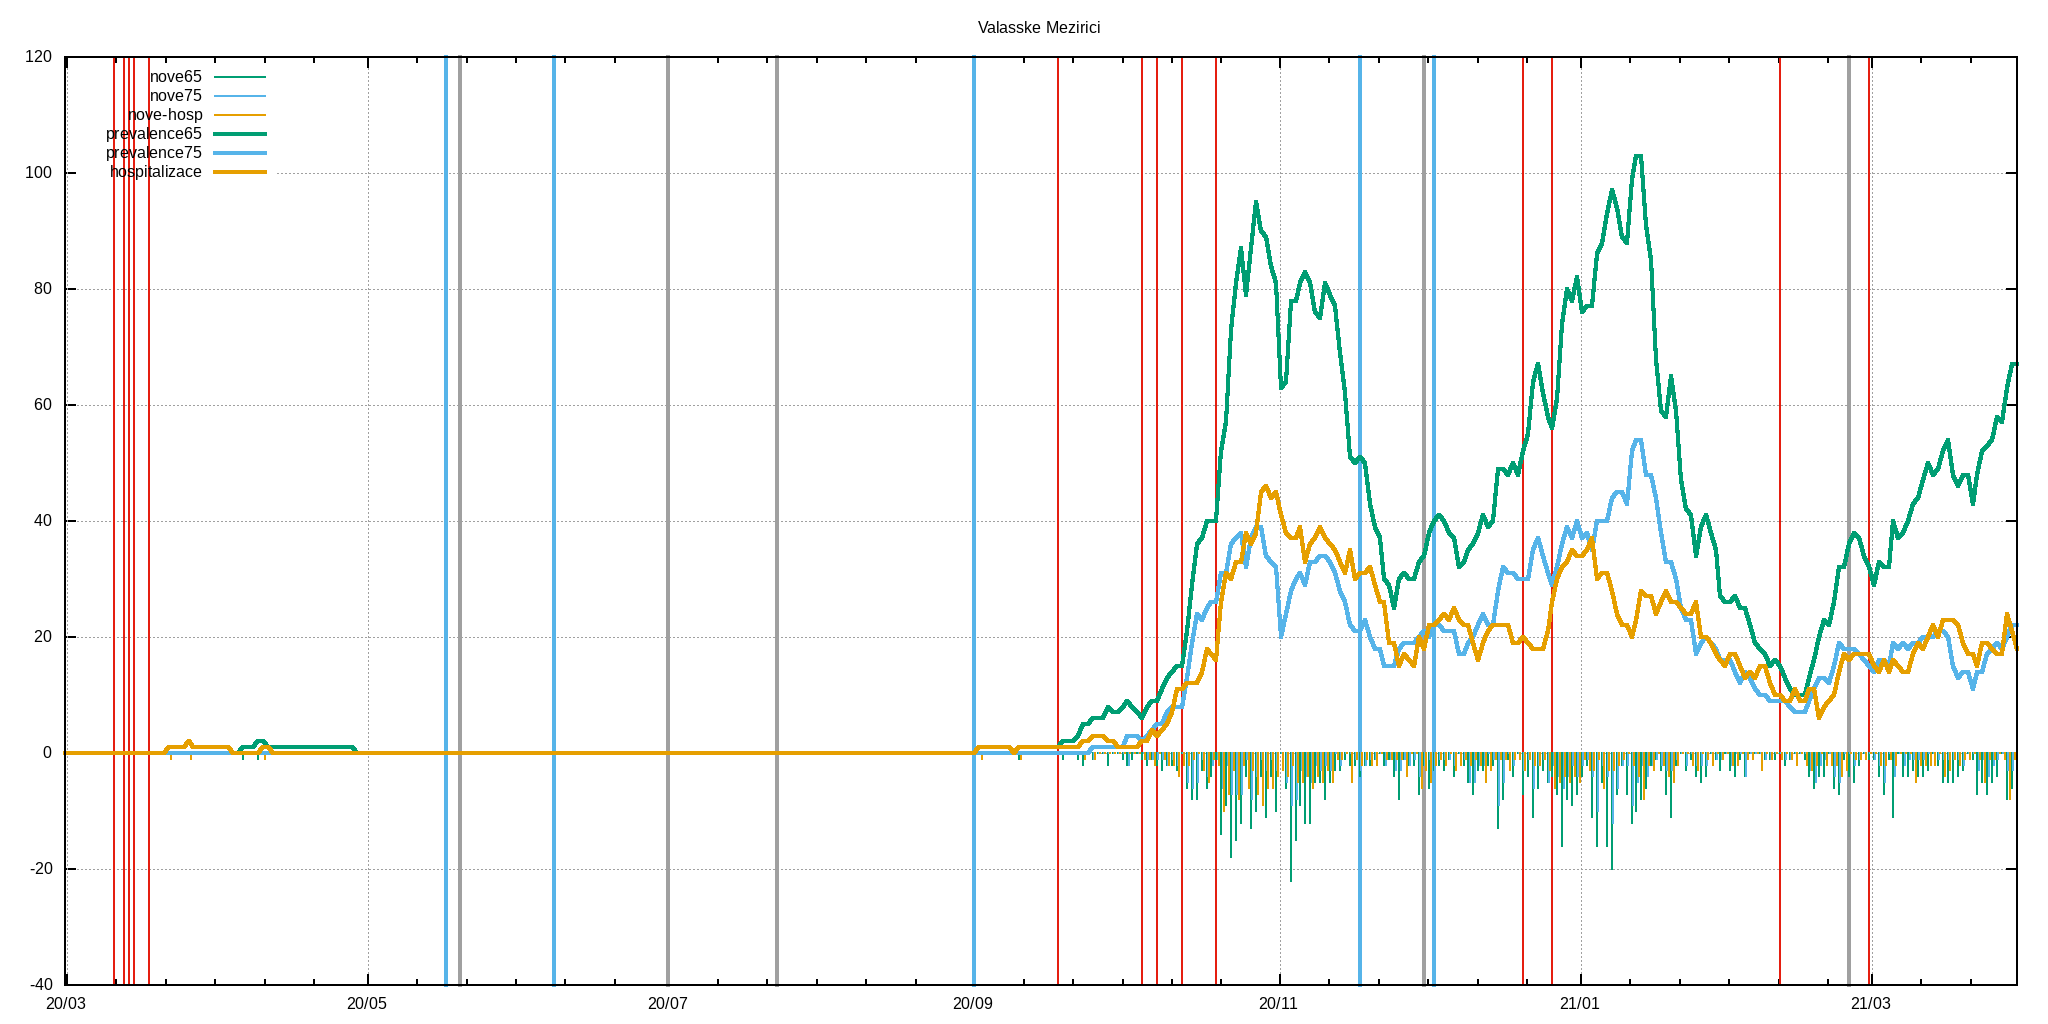 Valasske Mezirici
120
100
80
60
40
20
0
-20
-40
nove65
nove75
nove-hosp
prevalence65
prevalence75
hospitalizace
20/03
20/05
20/07
20/09
20/11
21/01
21/03